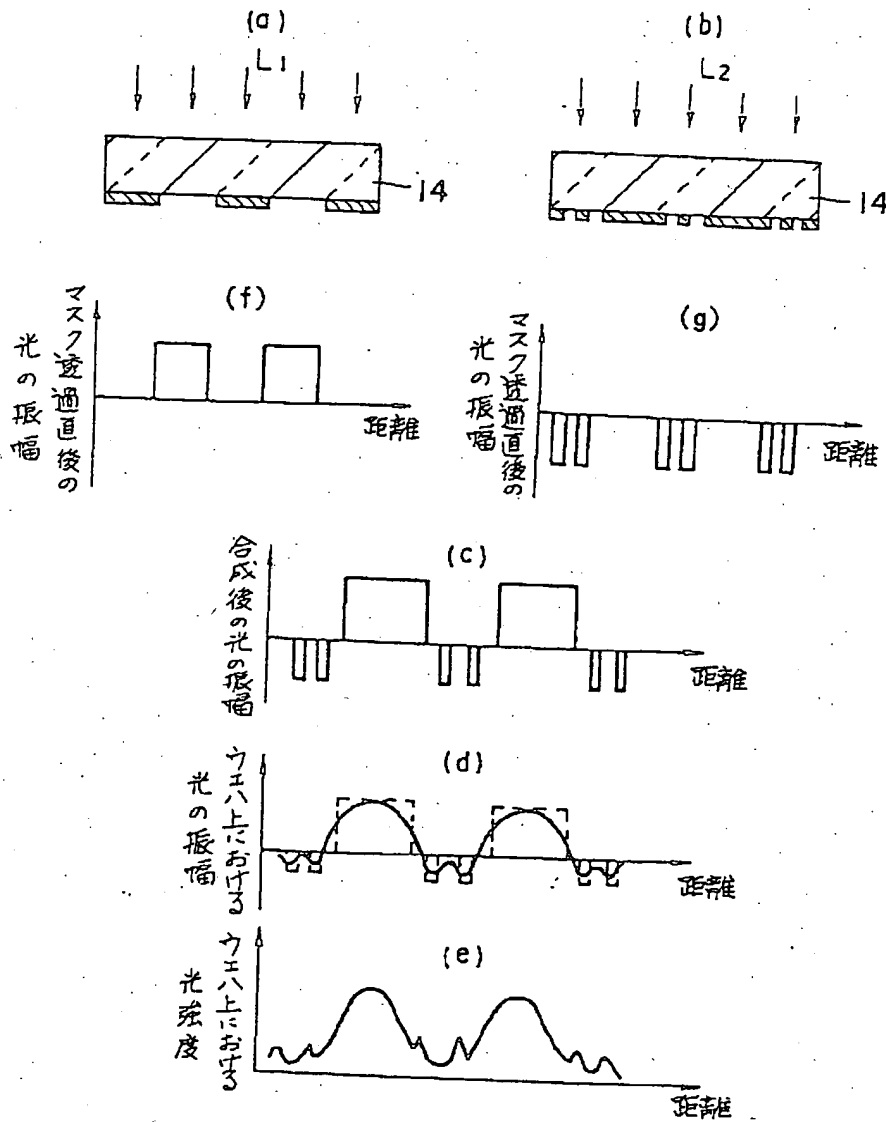 (a)
L1
14
(b)
L2
14
(f)
マスク透過直後の
光の振幅
距離
(g)
マスク透過直後の
光の振幅
距離
(c)
合成後の光の振幅
距離
(d)
ウエハ上における
光の振幅
距離
(e)
ウエハ上における
光強度
距離